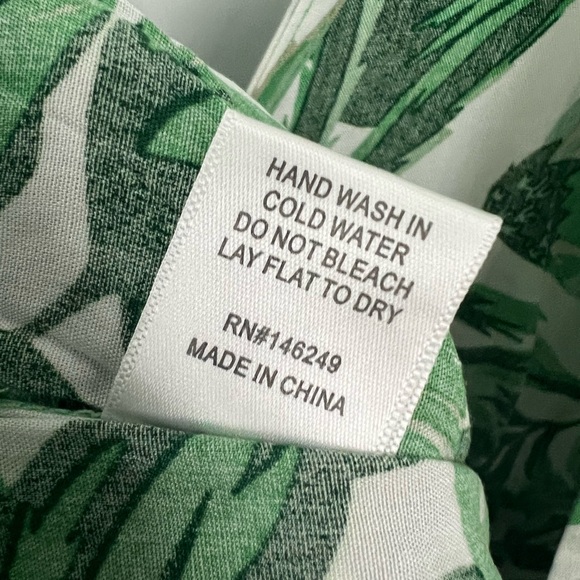 HAND WASH IN
COLD WATER
DO NOT BLEACH
LAY FLAT TO DRY
RN#146249
MADE IN CHINA